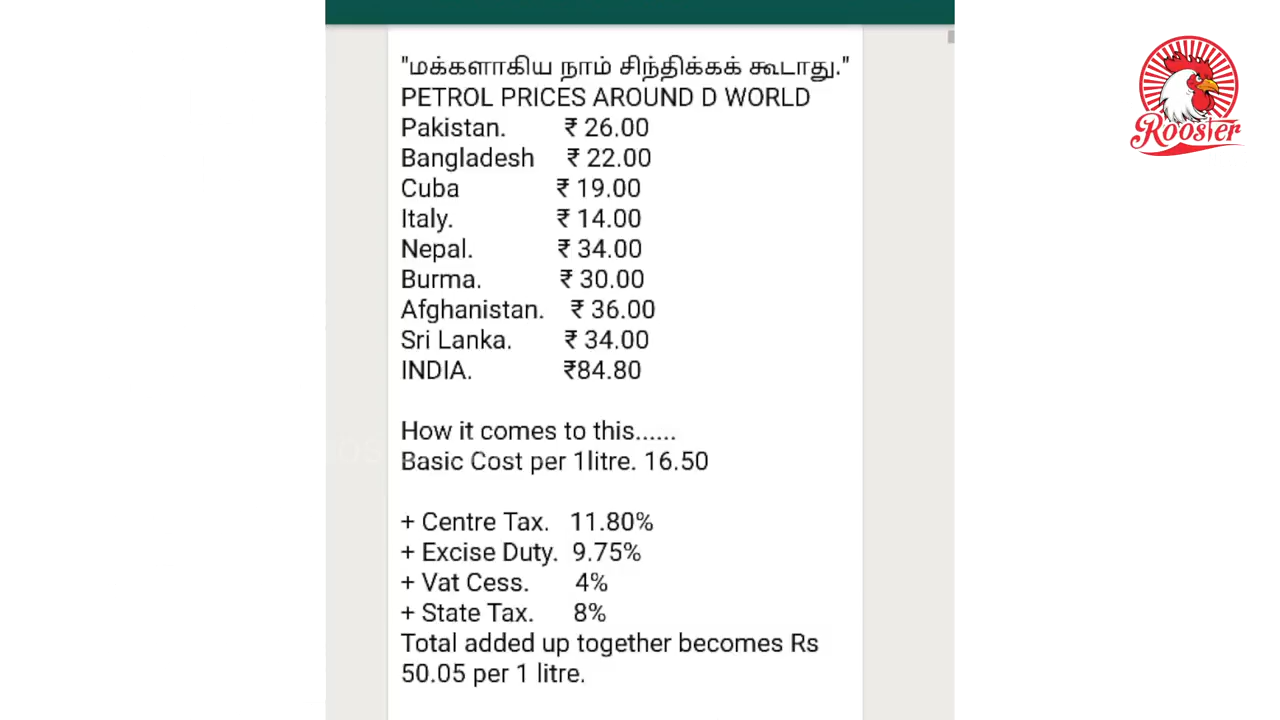 "மக்களாகிய நாம் சிந்திக்கக் கூடாது."
PETROL PRICES AROUND D WORLD
Pakistan. ₹ 26.00
Bangladesh ₹ 22.00
Cuba ₹ 19.00
Italy. ₹ 14.00
Nepal. ₹ 34.00
Burma. ₹ 30.00
Afghanistan. ₹ 36.00
Sri Lanka. ₹ 34.00
INDIA. ₹84.80
How it comes to this......
Basic Cost per 1litre. 16.50
+ Centre Tax. 11.80%
+ Excise Duty. 9.75%
+ Vat Cess. 4%
+ State Tax. 8%
Total added up together becomes Rs
50.05 per 1 litre.
Rooster